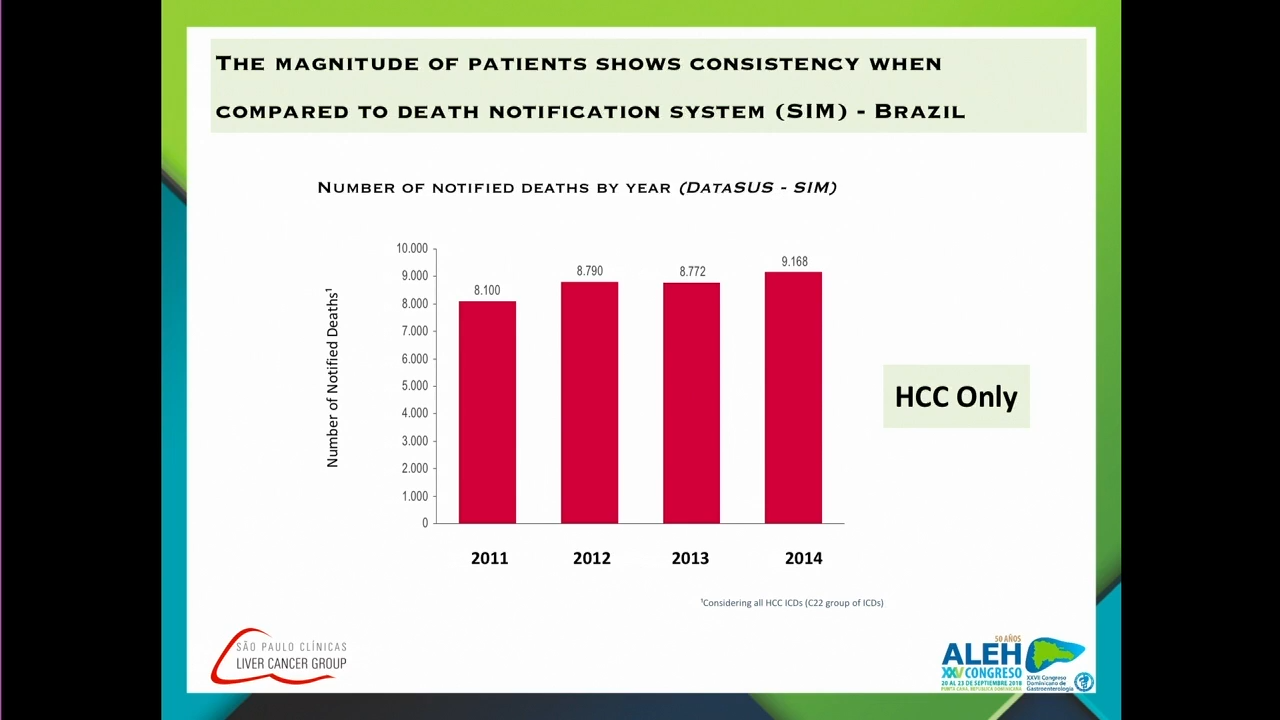 THE MAGNITUDE OF PATIENTS SHOWS CONSISTENCY WHEN
COMPARED TO DEATH NOTIFICATION SYSTEM (SIM) - BRAZIL
NUMBER OF NOTIFIED DEATHS BY YEAR (DATASUS - SIM)
Number of Notified Deaths¹
10.000
9.000
8.000
7.000
6.000
5.000
4.000
3.000
2.000
1.000
0
8.100
8.790
8.772
9.168
2011
2012
2013
2014
HCC Only
¹Considering all HCC ICDs (C22 group of ICDs)
SÃO PAULO CLÍNICAS
LIVER CANCER GROUP
50 AÑOS
ALEH
XXV CONGRESO
20 AL 23 DE SEPTIEMBRE 2018
PUNTA CANA, REPÚBLICA DOMINICANA
XXVII Congreso
Dominicano de
Gastroenterología